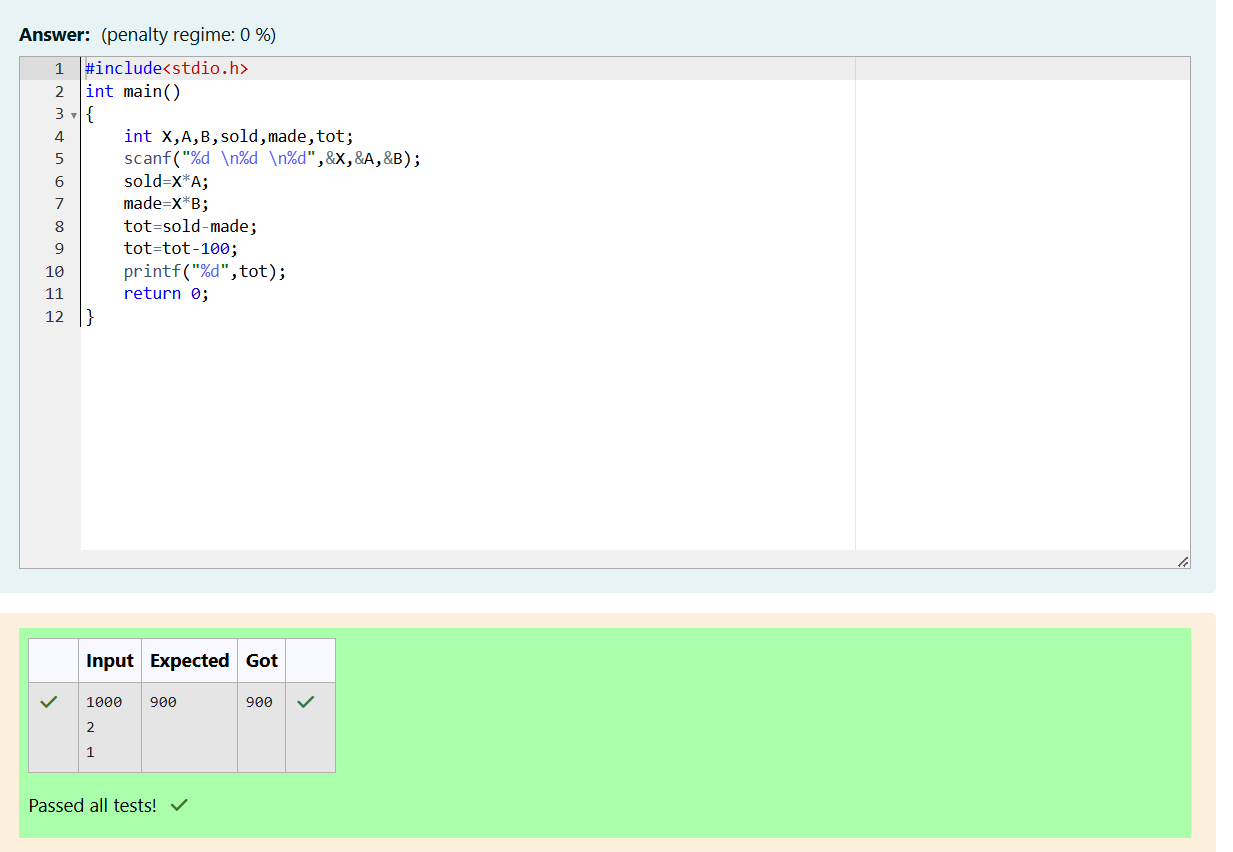 Answer: (penalty regime: 0 %)
1 #include<stdio.h>
2 int main()
3 {
4     int X,A,B,sold,made,tot;
5     scanf("%d \n%d \n%d",&X,&A,&B);
6     sold=X*A;
7     made=X*B;
8     tot=sold-made;
9     tot=tot-100;
10     printf("%d",tot);
11     return 0;
12 }
Input Expected Got
1000 900 900
2
1
Passed all tests!